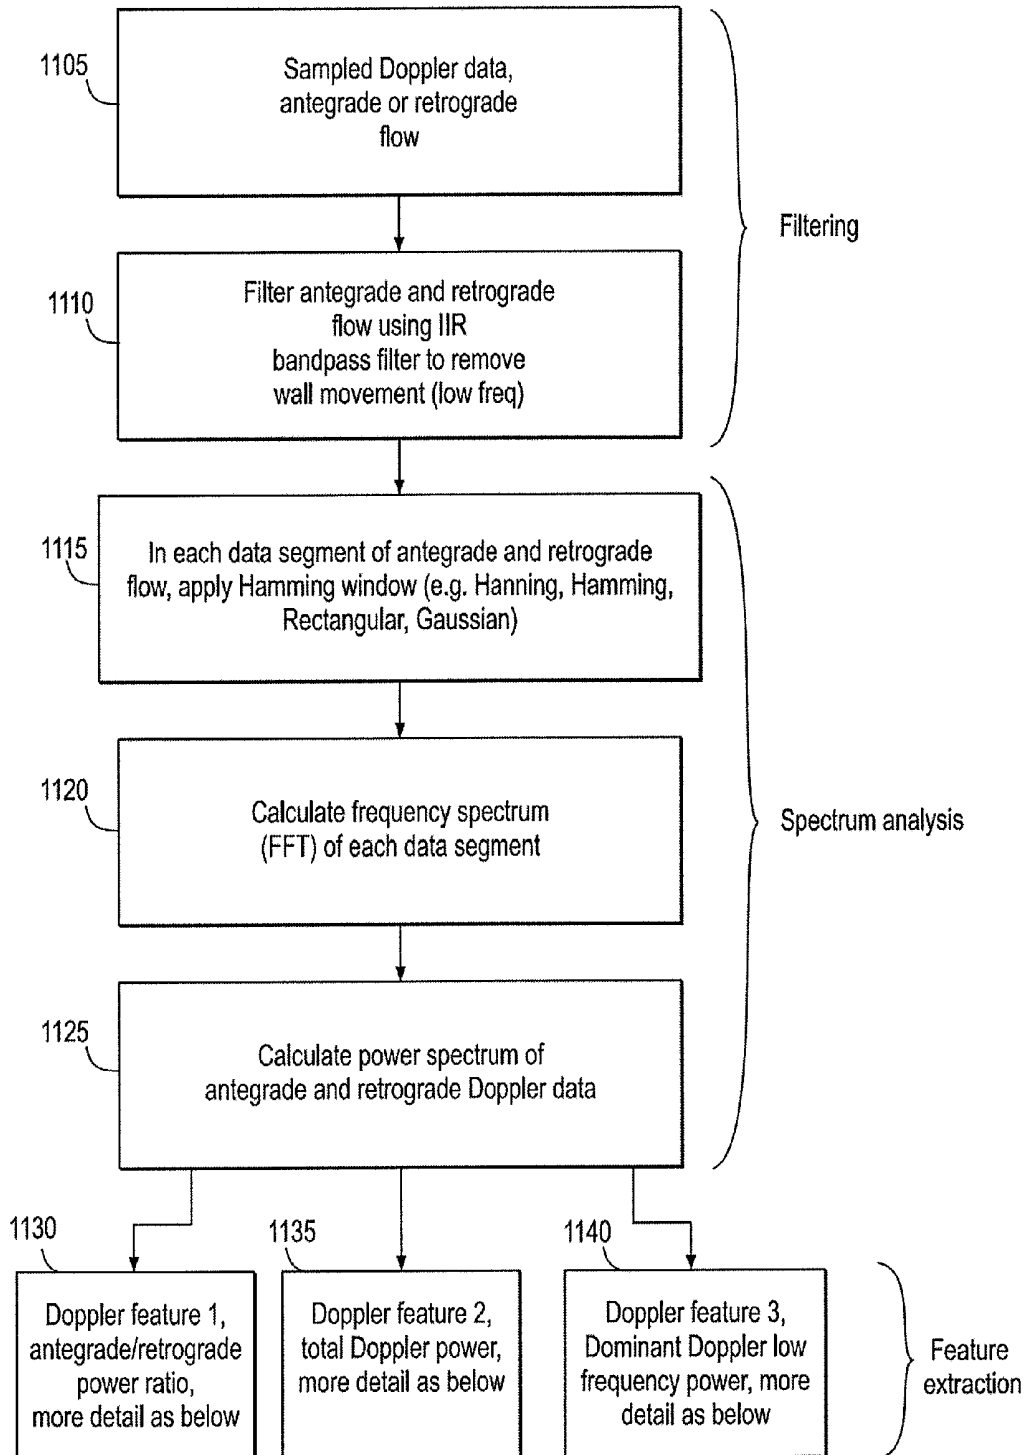 1105
Sampled Doppler data,
antegrade or retrograde
flow
Filtering
1110
Filter antegrade and retrograde
flow using IIR
bandpass filter to remove
wall movement (low freq)
1115
In each data segment of antegrade and retrograde
flow, apply Hamming window (e.g. Hanning, Hamming,
Rectangular, Gaussian)
1120
Calculate frequency spectrum
(FFT) of each data segment
Spectrum analysis
1125
Calculate power spectrum of
antegrade and retrograde Doppler data
1130
Doppler feature 1,
antegrade/retrograde
power ratio,
more detail as below
1135
Doppler feature 2,
total Doppler power,
more detail as below
1140
Doppler feature 3,
Dominant Doppler low
frequency power, more
detail as below
Feature
extraction